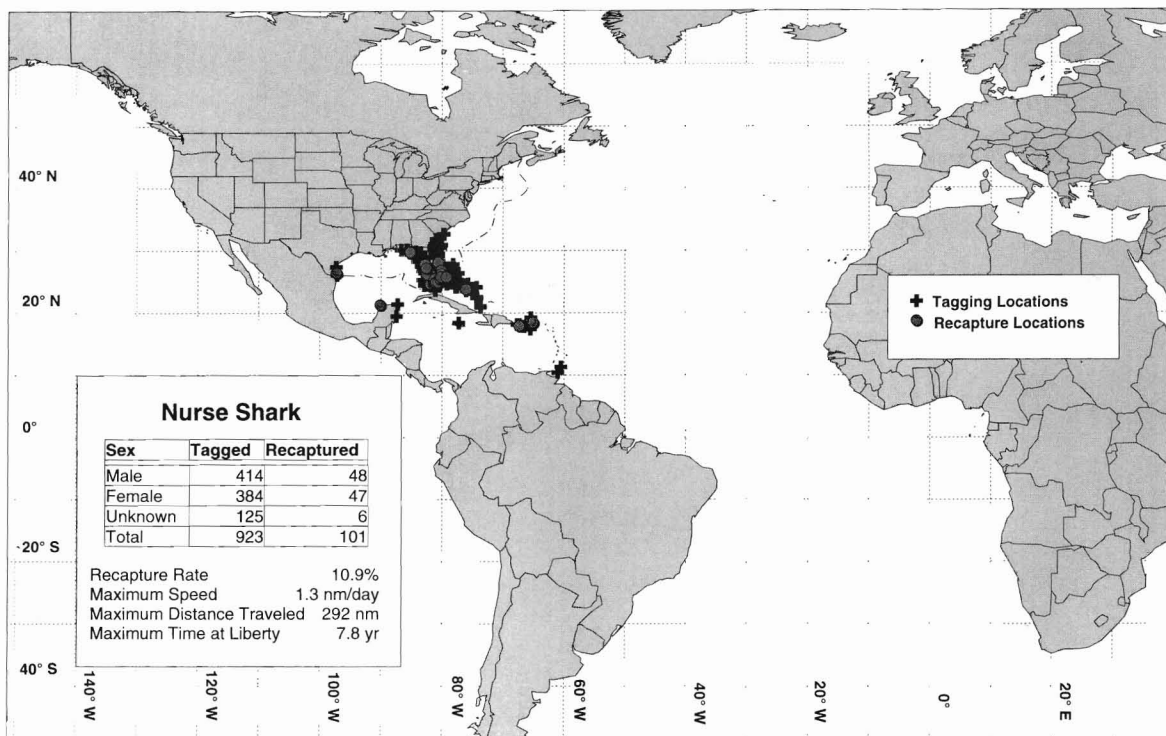 40° N
20° N
0°
20° S
40° S
140° W
120° W
100° W
80° W
60° W
0°
20° E
Tagging Locations
Recapture Locations
Nurse Shark
Sex Tagged Recaptured
Male 414 48
Female 384 47
Unknown 125 6
Total 923 101
Recapture Rate 10.9%
Maximum Speed 1.3 nm/day
Maximum Distance Traveled 292 nm
Maximum Time at Liberty 7.8 yr